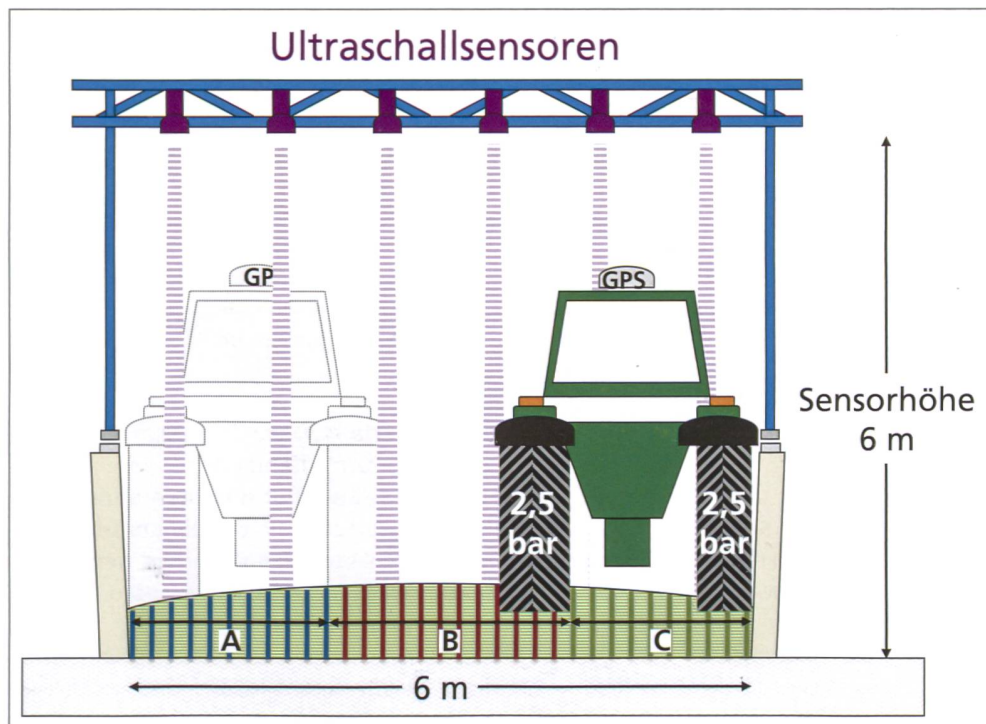 Ultraschallsensoren
GP
GPS
Sensorhöhe
6 m
2,5
bar
2,5
bar
A
B
C
6 m